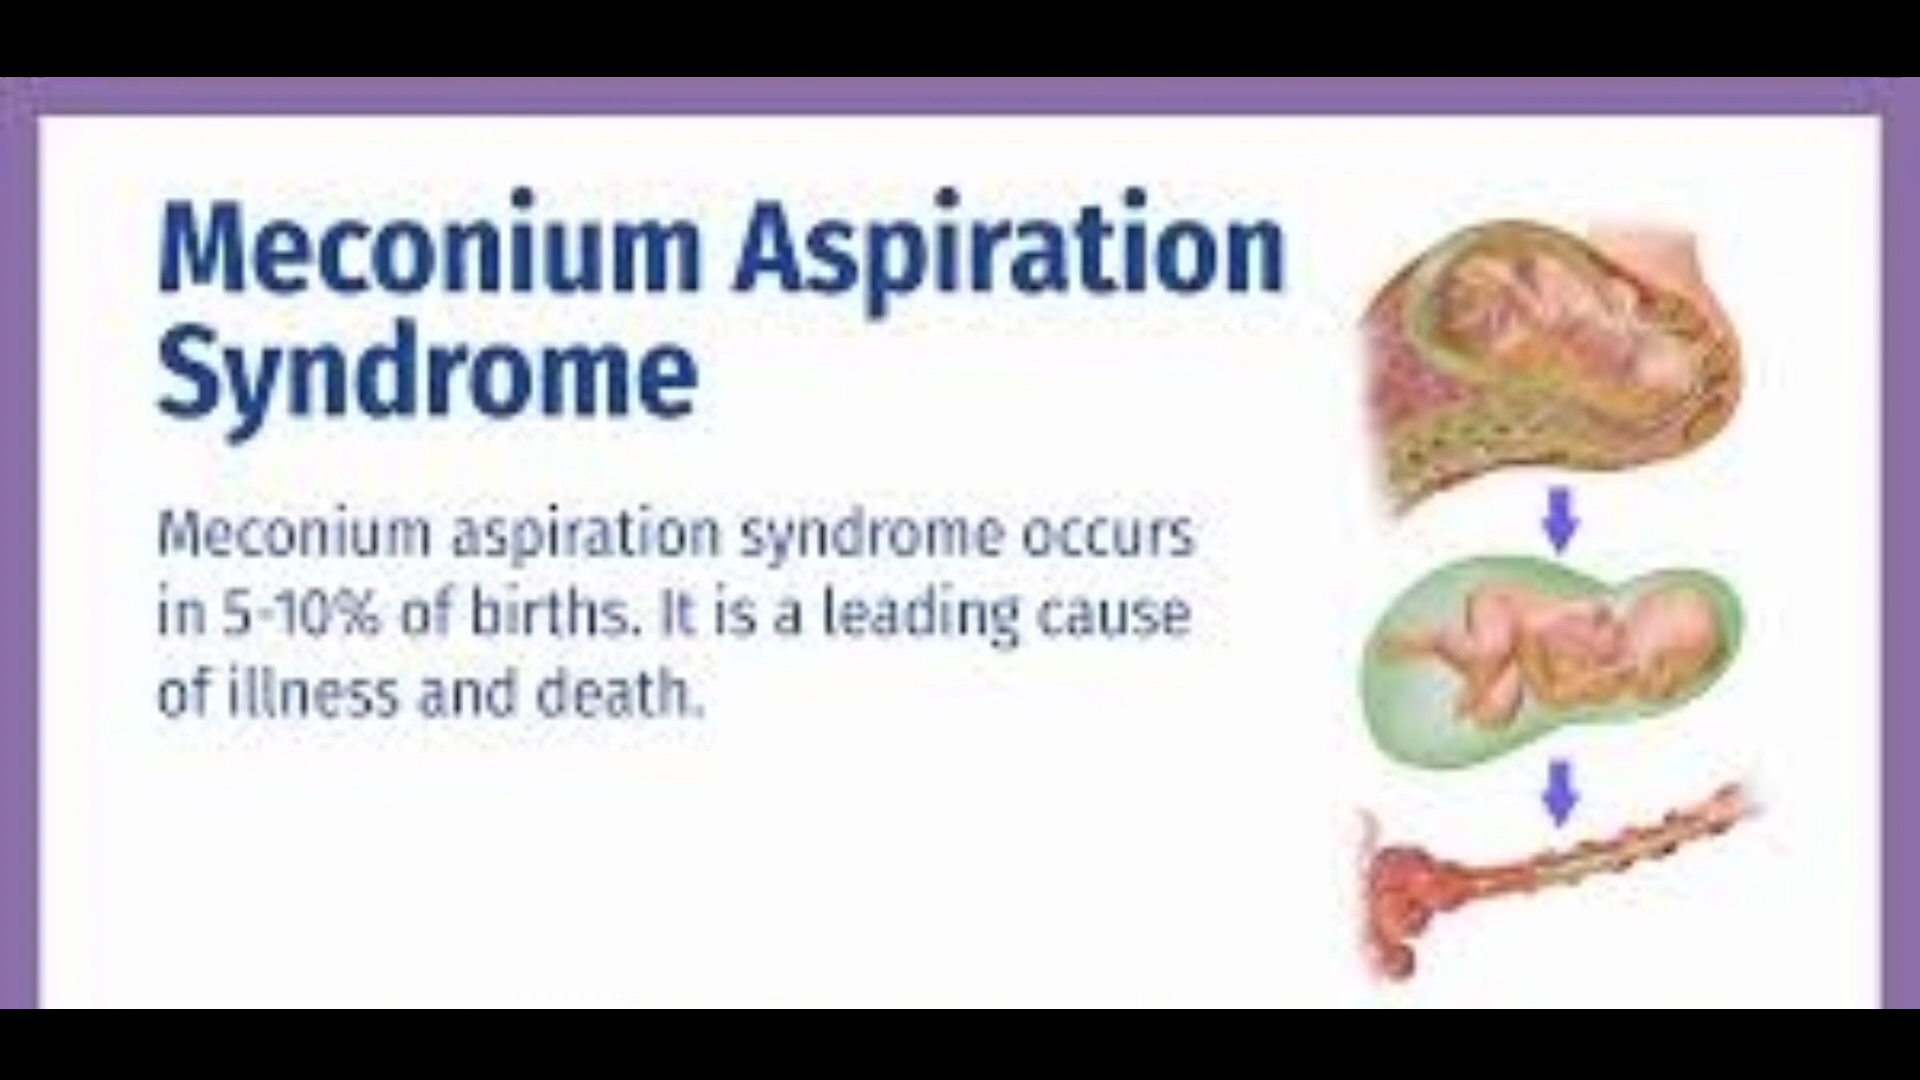 Meconium Aspiration
Syndrome
Meconium aspiration syndrome occurs
in 5-10% of births. It is a leading cause
of illness and death.